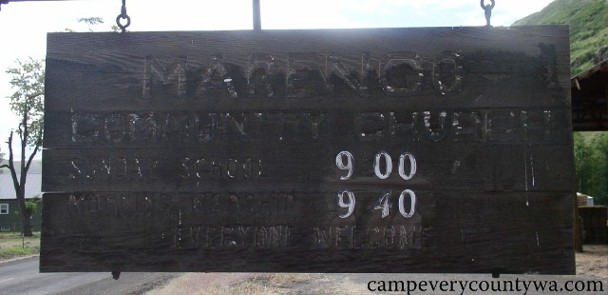 MARENGO
COMMUNITY CHURCH
SUNDAY SCHOOL 9 00
MORNING WORSHIP 9 40
EVERYONE WELCOME
campeverycountywa.com